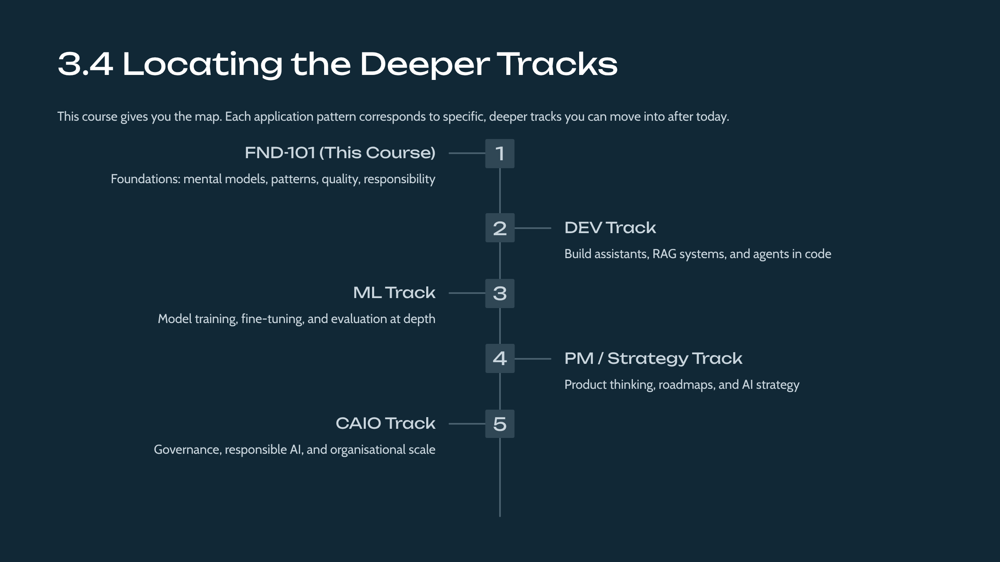 3.4 Locating the Deeper Tracks
This course gives you the map. Each application pattern corresponds to specific, deeper tracks you can move into after today.
1
FND-101 (This Course)
Foundations: mental models, patterns, quality, responsibility
2
DEV Track
Build assistants, RAG systems, and agents in code
3
ML Track
Model training, fine-tuning, and evaluation at depth
4
PM / Strategy Track
Product thinking, roadmaps, and AI strategy
5
CAIO Track
Governance, responsible AI, and organisational scale